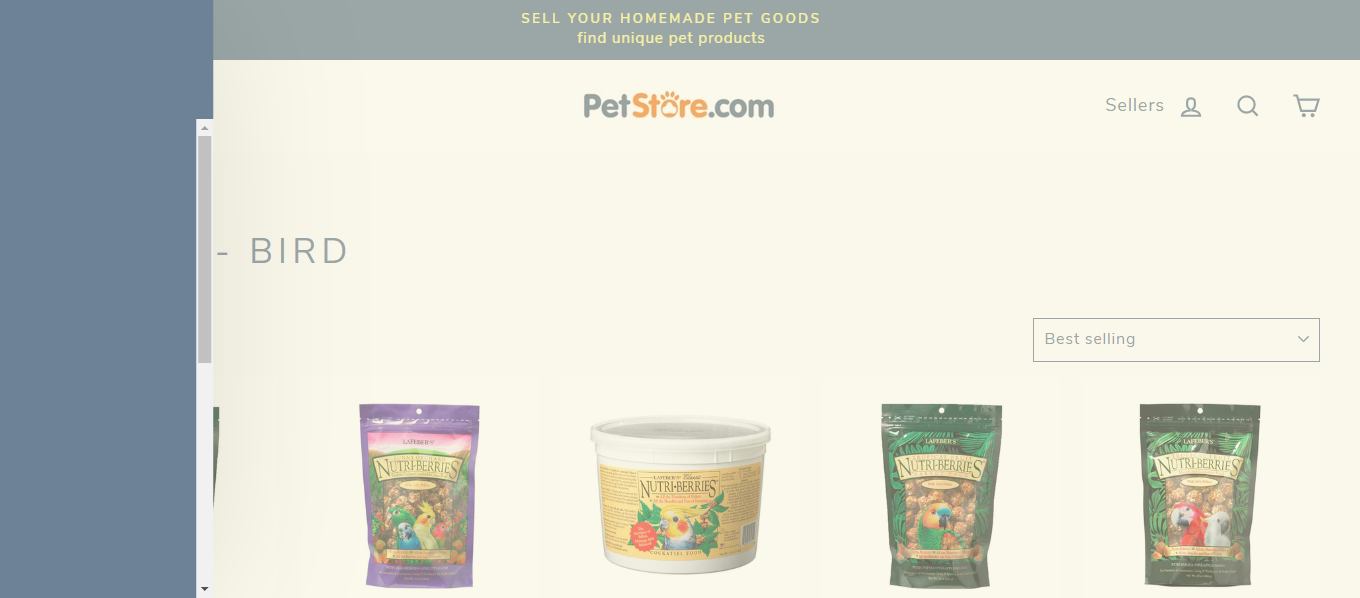 SELL YOUR HOMEMADE PET GOODS
find unique pet products
PetStore.com
Sellers
- BIRD
Best selling
LAFEBER'S
NUTRI-BERRIES
LAFEBER'S Classic
NUTRI-BERRIES
COCKATIEL FOOD
LAFEBER'S
NUTRI-BERRIES
LAFEBER'S
NUTRI-BERRIES